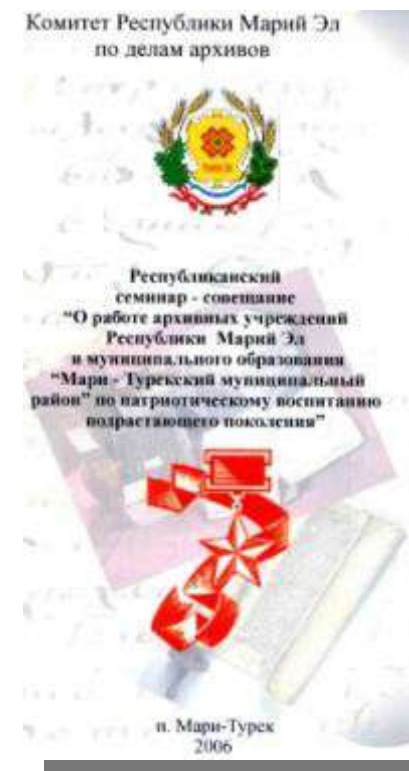 Комитет Республики Марий Эл
по делам архивов
Республиканский
семинар - совещание
“О работе архивных учреждений
Республики Марий Эл
и муниципального образования
“Мари - Турекский муниципальный
район” по патриотическому воспитанию
подрастающего поколения”
п. Мари-Турек
2006